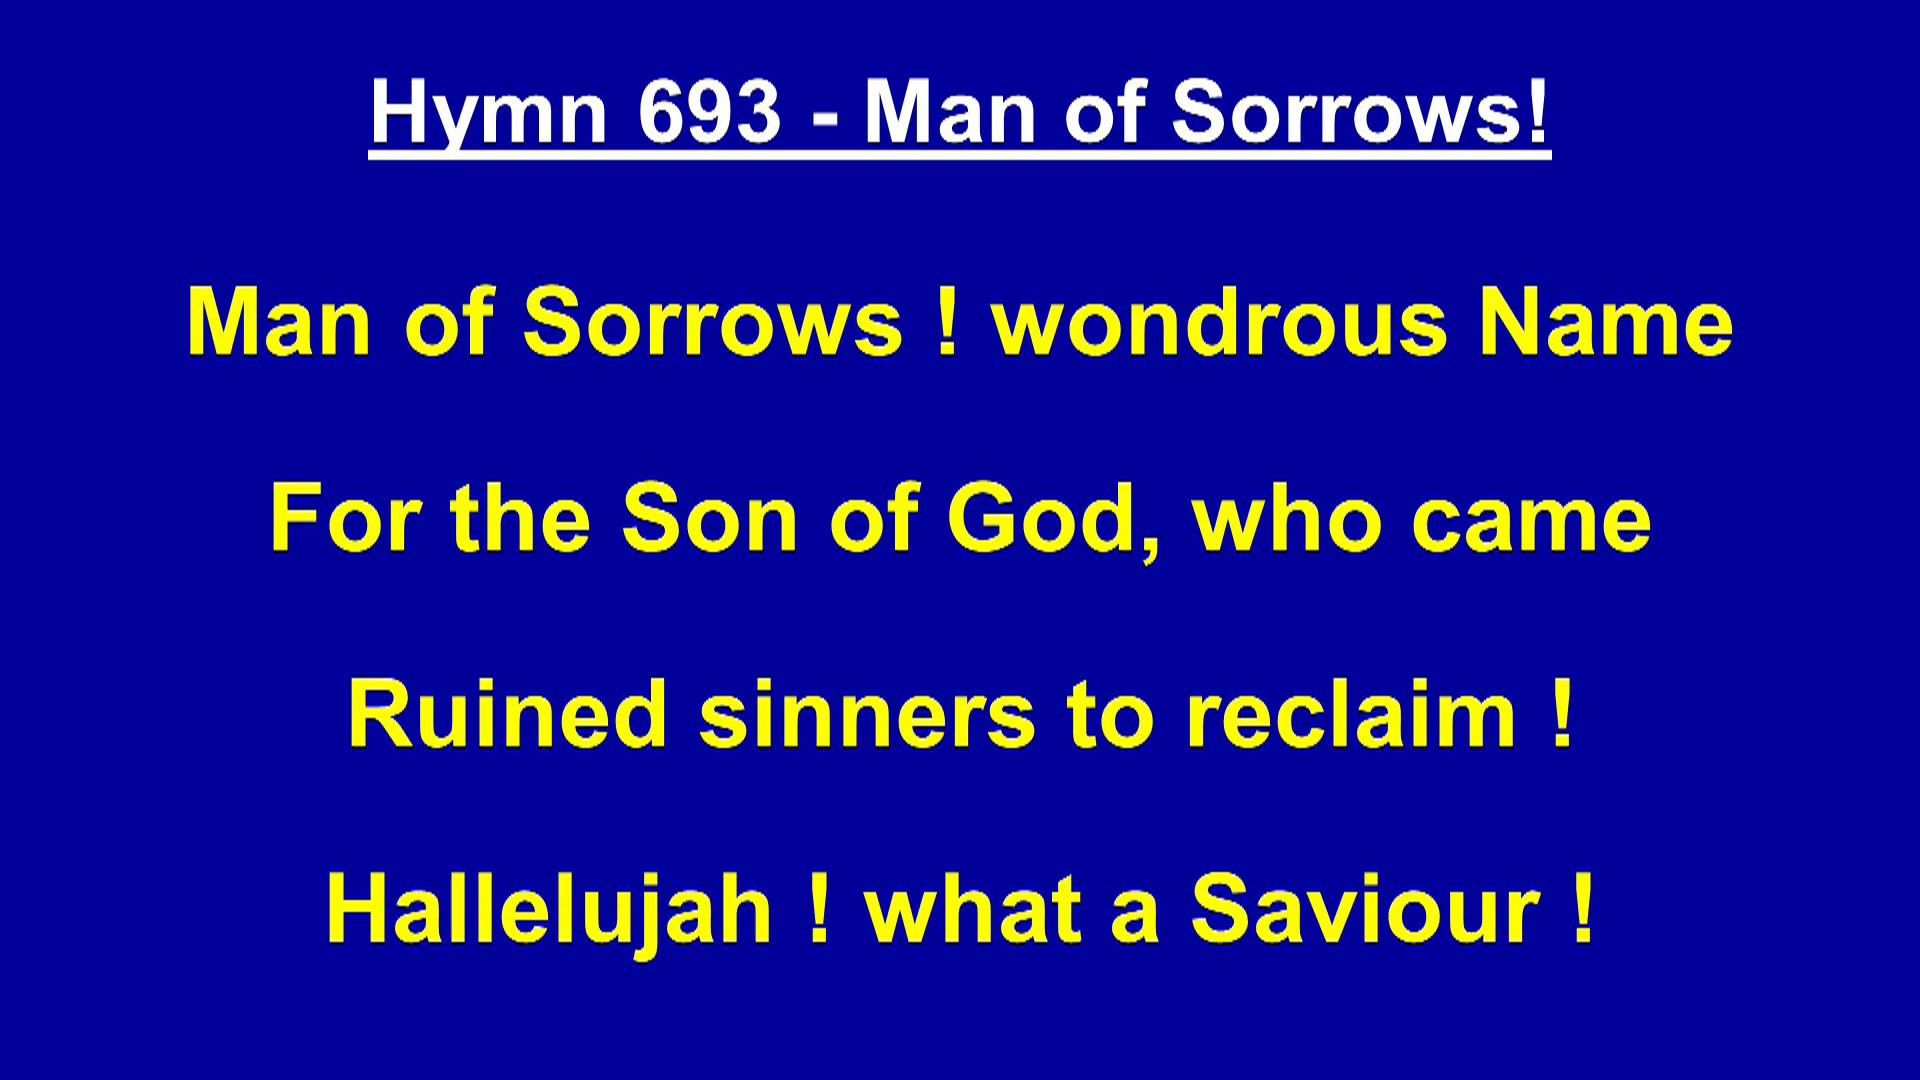 Hymn 693 - Man of Sorrows!
Man of Sorrows ! wondrous Name
For the Son of God, who came
Ruined sinners to reclaim !
Hallelujah ! what a Saviour !